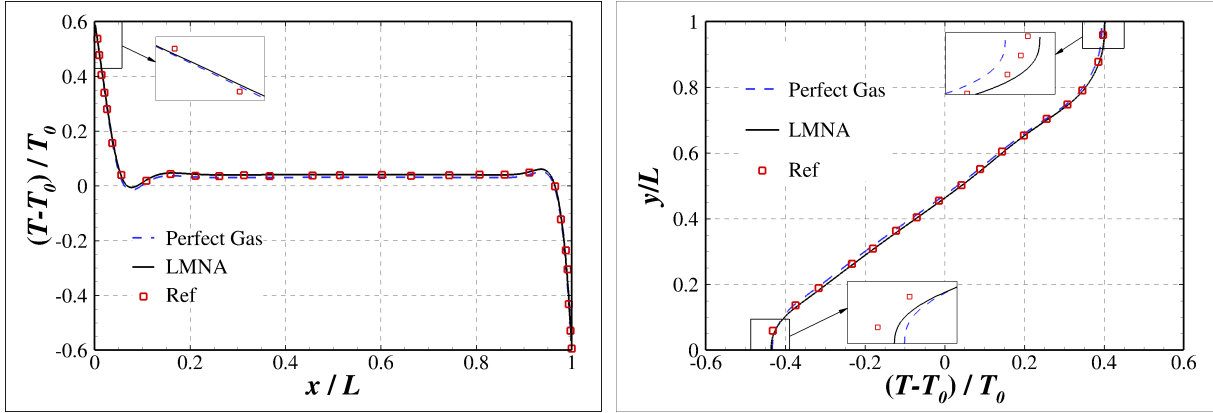 0.6
0.4
0.2
0
-0.2
-0.4
-0.6
(T-T0) / T0
Perfect Gas
LMNA
Ref
0 0.2 0.4 0.6 0.8 1
x / L
1
0.8
0.6
0.4
0.2
0
y/L
Perfect Gas
LMNA
Ref
-0.6 -0.4 -0.2 0 0.2 0.4 0.6
(T-T0) / T0